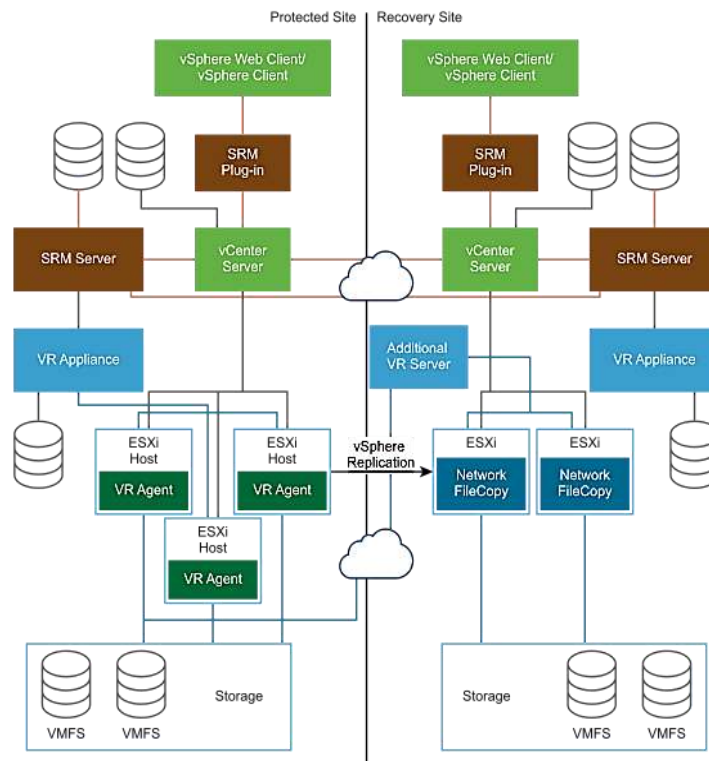 Protected Site
Recovery Site
vSphere Web Client/
vSphere Client
vSphere Web Client/
vSphere Client
SRM
Plug-in
SRM
Plug-in
SRM Server
vCenter
Server
vCenter
Server
SRM Server
VR Appliance
Additional
VR Server
VR Appliance
ESXi
Host
VR Agent
ESXi
Host
VR Agent
vSphere
Replication
ESXi
Network
FileCopy
ESXi
Network
FileCopy
ESXi
Host
VR Agent
VMFS
VMFS
Storage
Storage
VMFS
VMFS